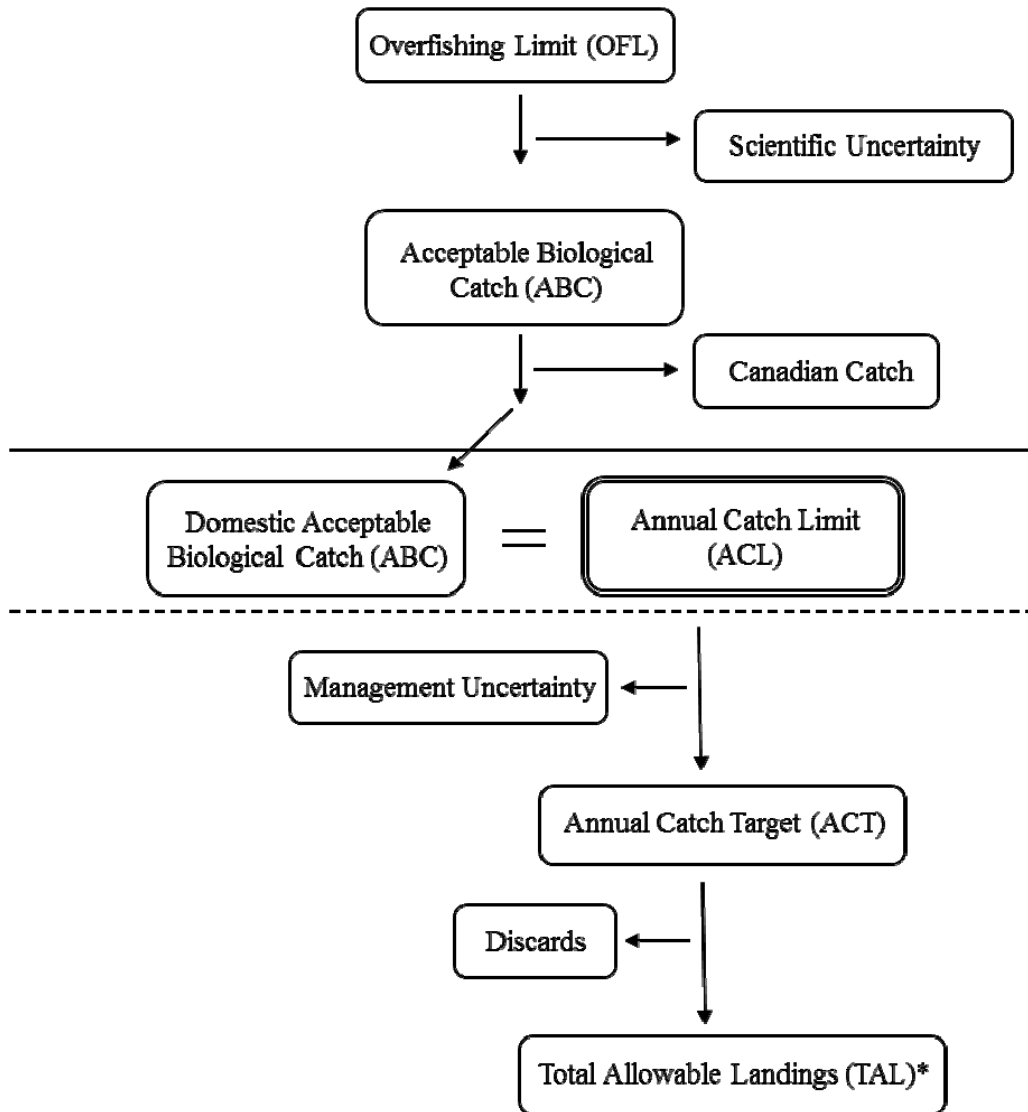 Overfishing Limit (OFL)
Scientific Uncertainty
Acceptable Biological
Catch (ABC)
Canadian Catch
Domestic Acceptable
Biological Catch (ABC)
=
Annual Catch Limit
(ACL)
Management Uncertainty
Annual Catch Target (ACT)
Discards
Total Allowable Landings (TAL)*